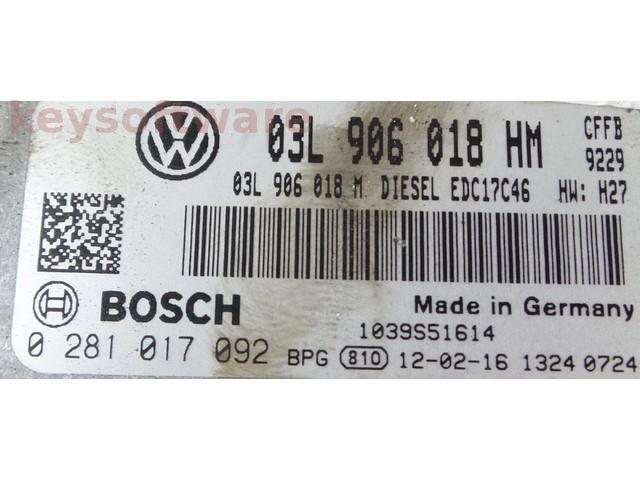 keysoftware
03L 906 018 HM CFFB
9229
03L 906 018 M DIESEL EDC17C46 HW: H27
BOSCH Made in Germany
1039S51614
0 281 017 092 BPG 810 12-02-16 1324 0724